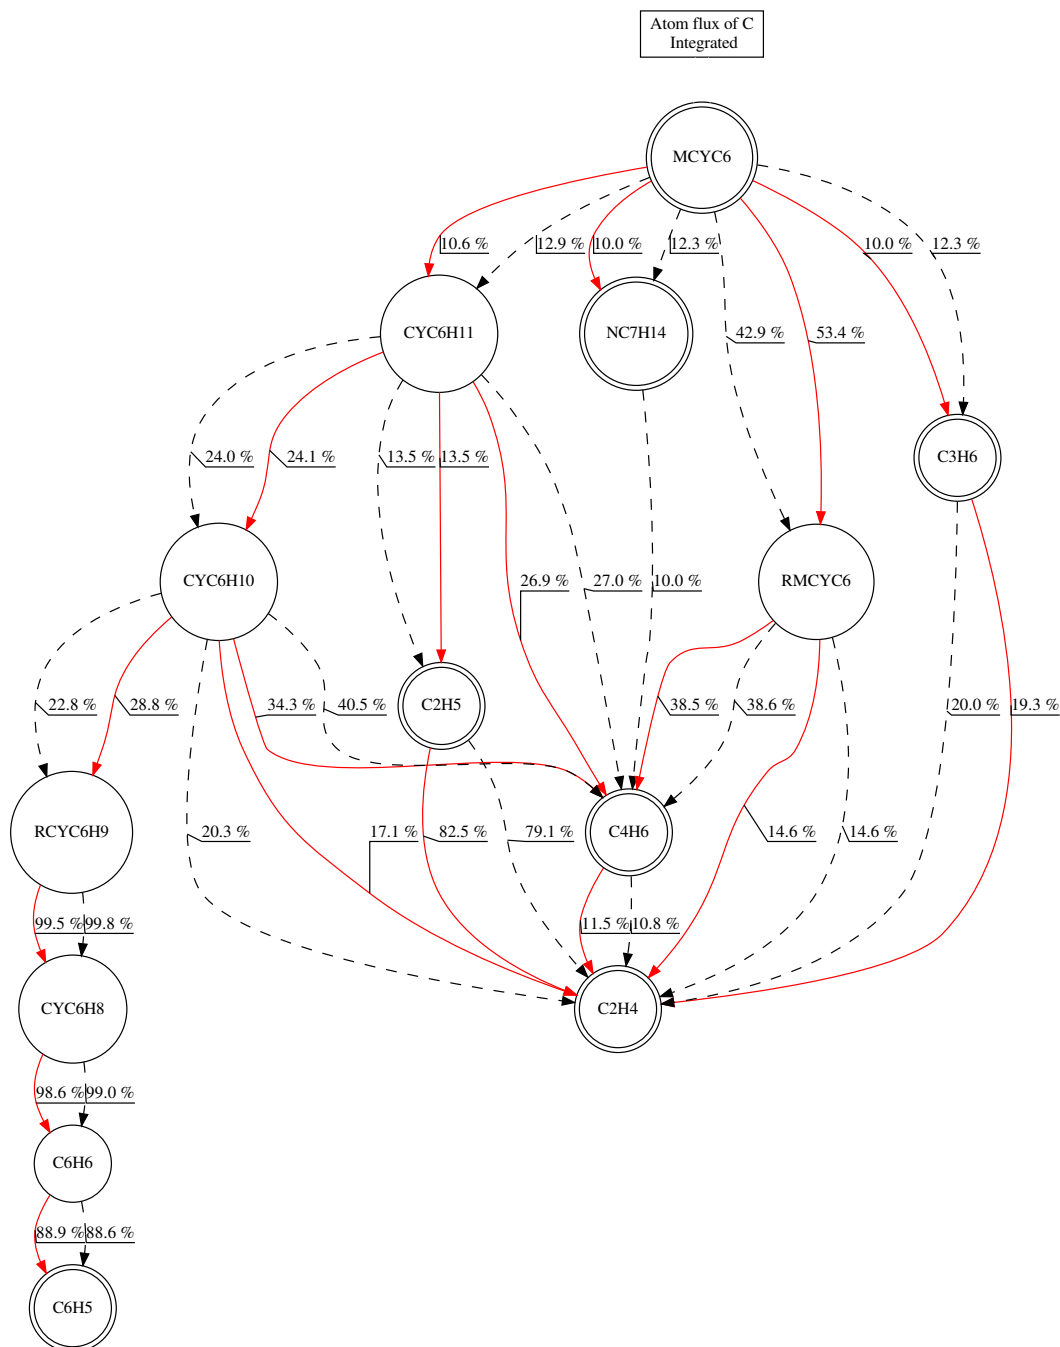 Atom flux of C
Integrated
MCYC6
10.6 %
12.9 %
10.0 %
12.3 %
10.0 %
12.3 %
CYC6H11
NC7H14
42.9 %
53.4 %
24.0 %
24.1 %
13.5 %
13.5 %
C3H6
CYC6H10
26.9 %
27.0 %
10.0 %
RMCYC6
22.8 %
28.8 %
34.3 %
40.5 %
C2H5
38.5 %
38.6 %
20.0 %
19.3 %
RCYC6H9
20.3 %
17.1 %
82.5 %
79.1 %
C4H6
14.6 %
14.6 %
99.5 %
99.8 %
11.5 %
10.8 %
CYC6H8
C2H4
98.6 %
99.0 %
C6H6
88.9 %
88.6 %
C6H5